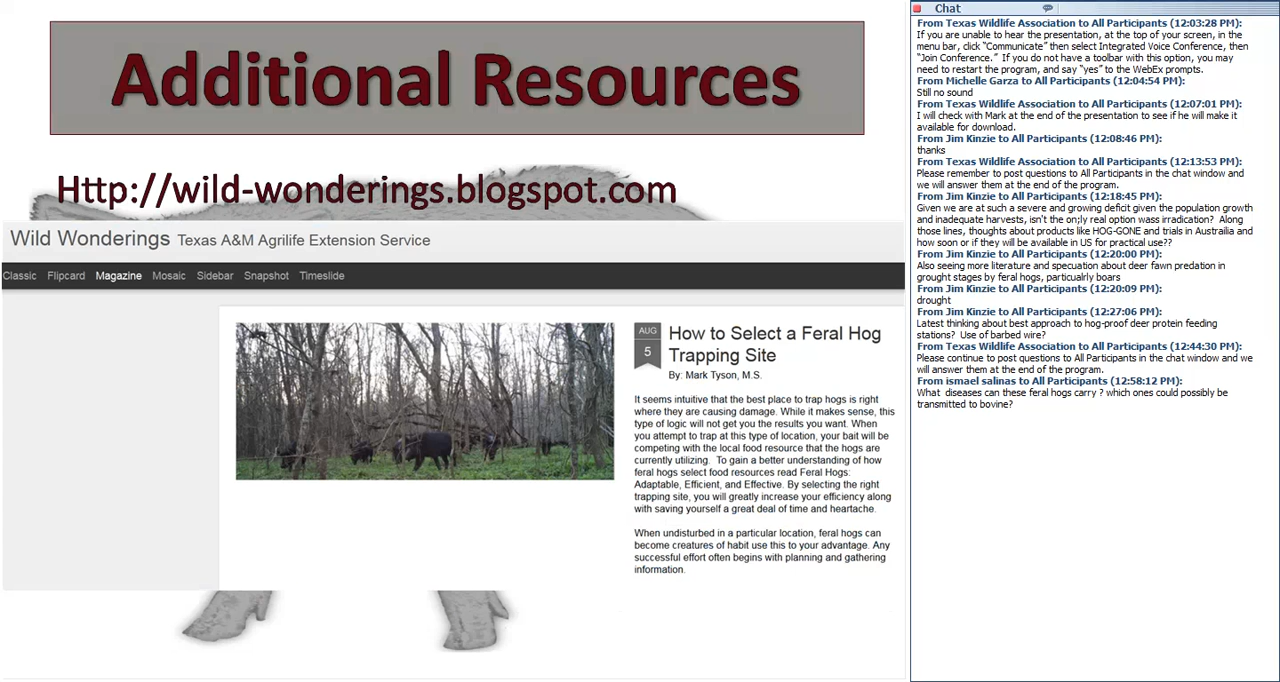 Additional Resources
Http://wild-wonderings.blogspot.com
Wild Wonderings Texas A&M Agrilife Extension Service
Classic Flipcard Magazine Mosaic Sidebar Snapshot Timeslide
AUG
5
How to Select a Feral Hog
Trapping Site
By: Mark Tyson, M.S.
It seems intuitive that the best place to trap hogs is right
where they are causing damage. While it makes sense, this
type of logic will not get you the results you want. When
you attempt to trap at this type of location, your bait will be
competing with the local food resource that the hogs are
currently utilizing. To gain a better understanding of how
feral hogs select food resources read Feral Hogs:
Adaptable, Efficient, and Effective. By selecting the right
trapping site, you will greatly increase your efficiency along
with saving yourself a great deal of time and heartache.
When undisturbed in a particular location, feral hogs can
become creatures of habit use this to your advantage. Any
successful effort often begins with planning and gathering
information.
Chat
From Texas Wildlife Association to All Participants (12:03:28 PM):
If you are unable to hear the presentation, at the top of your screen, in the
menu bar, click "Communicate" then select Integrated Voice Conference, then
"Join Conference." If you do not have a toolbar with this option, you may
need to restart the program, and say "yes" to the WebEx prompts.
From Michelle Garza to All Participants (12:04:54 PM):
Still no sound
From Texas Wildlife Association to All Participants (12:07:01 PM):
I will check with Mark at the end of the presentation to see if he will make it
available for download.
From Jim Kinzie to All Participants (12:08:46 PM):
thanks
From Texas Wildlife Association to All Participants (12:13:53 PM):
Please remember to post questions to All Participants in the chat window and
we will answer them at the end of the program.
From Jim Kinzie to All Participants (12:18:45 PM):
Given we are at such a severe and growing deficit given the population growth
and inadequate harvests, isn't the on;ly real option wass irradication? Along
those lines, thoughts about products like HOG-GONE and trials in Austrailia and
how soon or if they will be available in US for practical use??
From Jim Kinzie to All Participants (12:20:00 PM):
Also seeing more literature and specuation about deer fawn predation in
grought stages by feral hogs, particualrly boars
From Jim Kinzie to All Participants (12:20:09 PM):
drought
From Jim Kinzie to All Participants (12:27:06 PM):
Latest thinking about best approach to hog-proof deer protein feeding
stations? Use of barbed wire?
From Texas Wildlife Association to All Participants (12:44:30 PM):
Please continue to post questions to All Participants in the chat window and we
will answer them at the end of the program.
From ismael salinas to All Participants (12:58:12 PM):
What diseases can these feral hogs carry ? which ones could possibly be
transmitted to bovine?